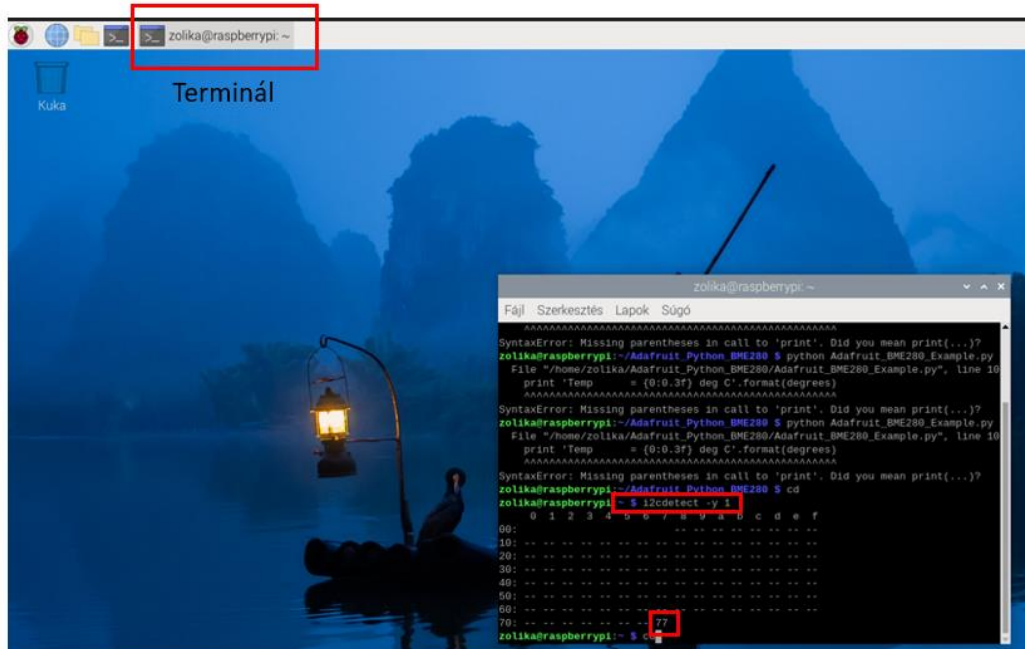 zolika@raspberrypi: ~
Terminál
Kuka
zolika@raspberrypi: ~
Fájl Szerkesztés Lapok Súgó
^^^^^^^^^^^^^^^^^^^^^^^^^^^^^^^^^^^^^^^^^^^^^^^^^^
SyntaxError: Missing parentheses in call to 'print'. Did you mean print(...)?
zolika@raspberrypi:~/Adafruit_Python_BME280 $ python Adafruit_BME280_Example.py
File "/home/zolika/Adafruit_Python_BME280/Adafruit_BME280_Example.py", line 10
print 'Temp      = {0:0.3f} deg C'.format(degrees)
^^^^^^^^^^^^^^^^^^^^^^^^^^^^^^^^^^^^^^^^^^^^^^^^^^
SyntaxError: Missing parentheses in call to 'print'. Did you mean print(...)?
zolika@raspberrypi:~/Adafruit_Python_BME280 $ python Adafruit_BME280_Example.py
File "/home/zolika/Adafruit_Python_BME280/Adafruit_BME280_Example.py", line 10
print 'Temp      = {0:0.3f} deg C'.format(degrees)
^^^^^^^^^^^^^^^^^^^^^^^^^^^^^^^^^^^^^^^^^^^^^^^^^^
SyntaxError: Missing parentheses in call to 'print'. Did you mean print(...)?
zolika@raspberrypi:~/Adafruit_Python_BME280 $ cd
zolika@raspberrypi:~ $ i2cdetect -y 1
0 1 2 3 4 5 6 7 8 9 a b c d e f
00: -- -- -- -- -- -- -- --
10: -- -- -- -- -- -- -- -- -- -- -- -- -- -- -- --
20: -- -- -- -- -- -- -- -- -- -- -- -- -- -- -- --
30: -- -- -- -- -- -- -- -- -- -- -- -- -- -- -- --
40: -- -- -- -- -- -- -- -- -- -- -- -- -- -- -- --
50: -- -- -- -- -- -- -- -- -- -- -- -- -- -- -- --
60: -- -- -- -- -- -- -- -- -- -- -- -- -- -- -- --
70: -- -- -- -- -- -- -- 77
zolika@raspberrypi:~ $ cd